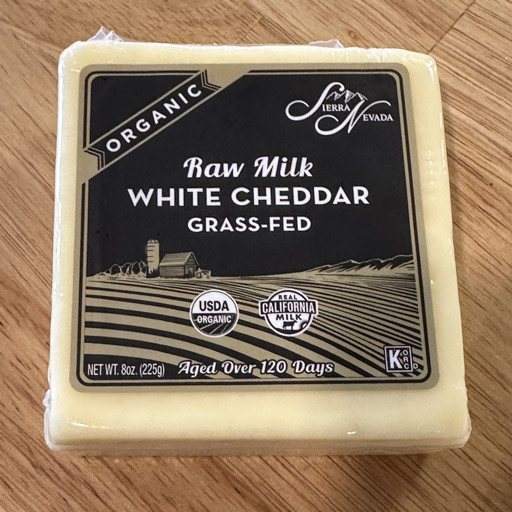 ORGANIC
SIERRA
NEVADA
Raw Milk
WHITE CHEDDAR
GRASS-FED
USDA
ORGANIC
REAL
CALIFORNIA
MILK
NET WT. 8oz. (225g)
Aged Over 120 Days
K
ORC
D